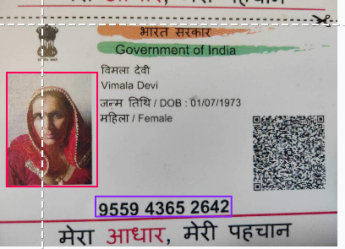 भारत सरकार
Government of India
विमला देवी
Vimala Devi
जन्म तिथि / DOB : 01/07/1973
महिला / Female
9559 4365 2642
मेरा आधार, मेरी पहचान